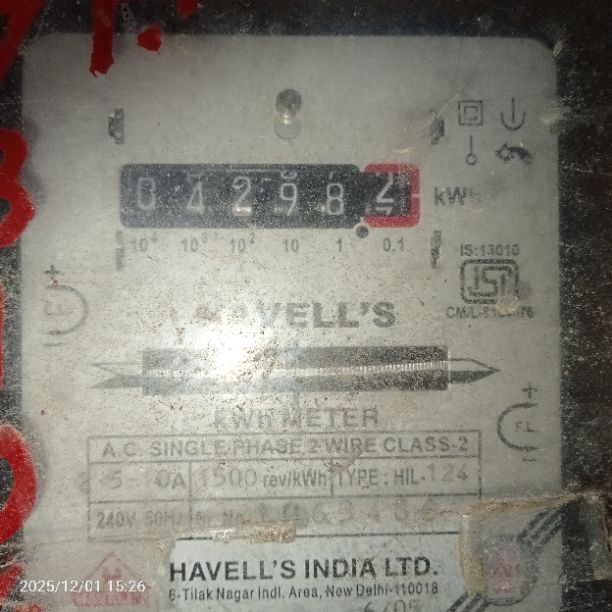 0 4 2 9 8 2 kWh
10⁴ 10³ 10² 10 1 0.1
IS:13010
ISI
HAVELL'S
kWh METER
A.C. SINGLE PHASE 2 WIRE CLASS-2
1500 rev/kWh TYPE: HIL-124
240V 50Hz
HAVELL'S INDIA LTD.
6-Tilak Nagar Indl. Area, New Delhi-110018
F.L
2025/12/01 15:26